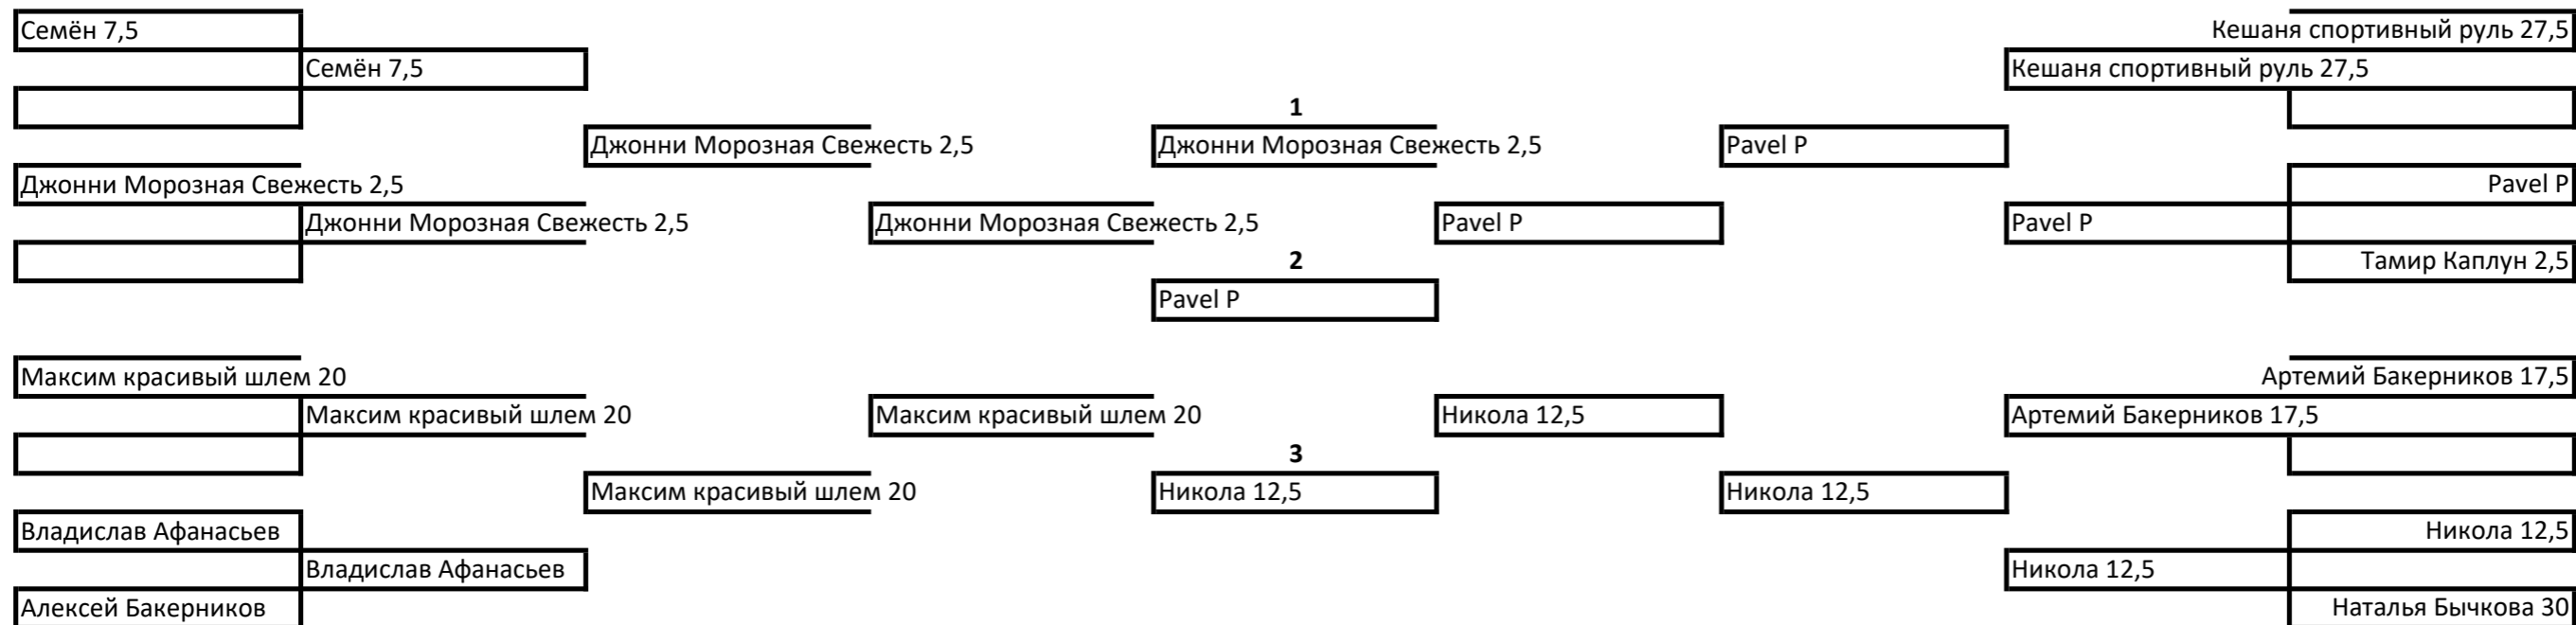 Семён 7,5
Кешаня спортивный руль 27,5
Семён 7,5
Кешаня спортивный руль 27,5
1
Джонни Морозная Свежесть 2,5
Джонни Морозная Свежесть 2,5
Pavel P
Джонни Морозная Свежесть 2,5
Pavel P
Джонни Морозная Свежесть 2,5
Джонни Морозная Свежесть 2,5
Pavel P
Pavel P
2
Тамир Каплун 2,5
Pavel P
Максим красивый шлем 20
Артемий Бакерников 17,5
Максим красивый шлем 20
Максим красивый шлем 20
Никола 12,5
Артемий Бакерников 17,5
3
Максим красивый шлем 20
Никола 12,5
Никола 12,5
Владислав Афанасьев
Никола 12,5
Владислав Афанасьев
Никола 12,5
Алексей Бакерников
Наталья Бычкова 30